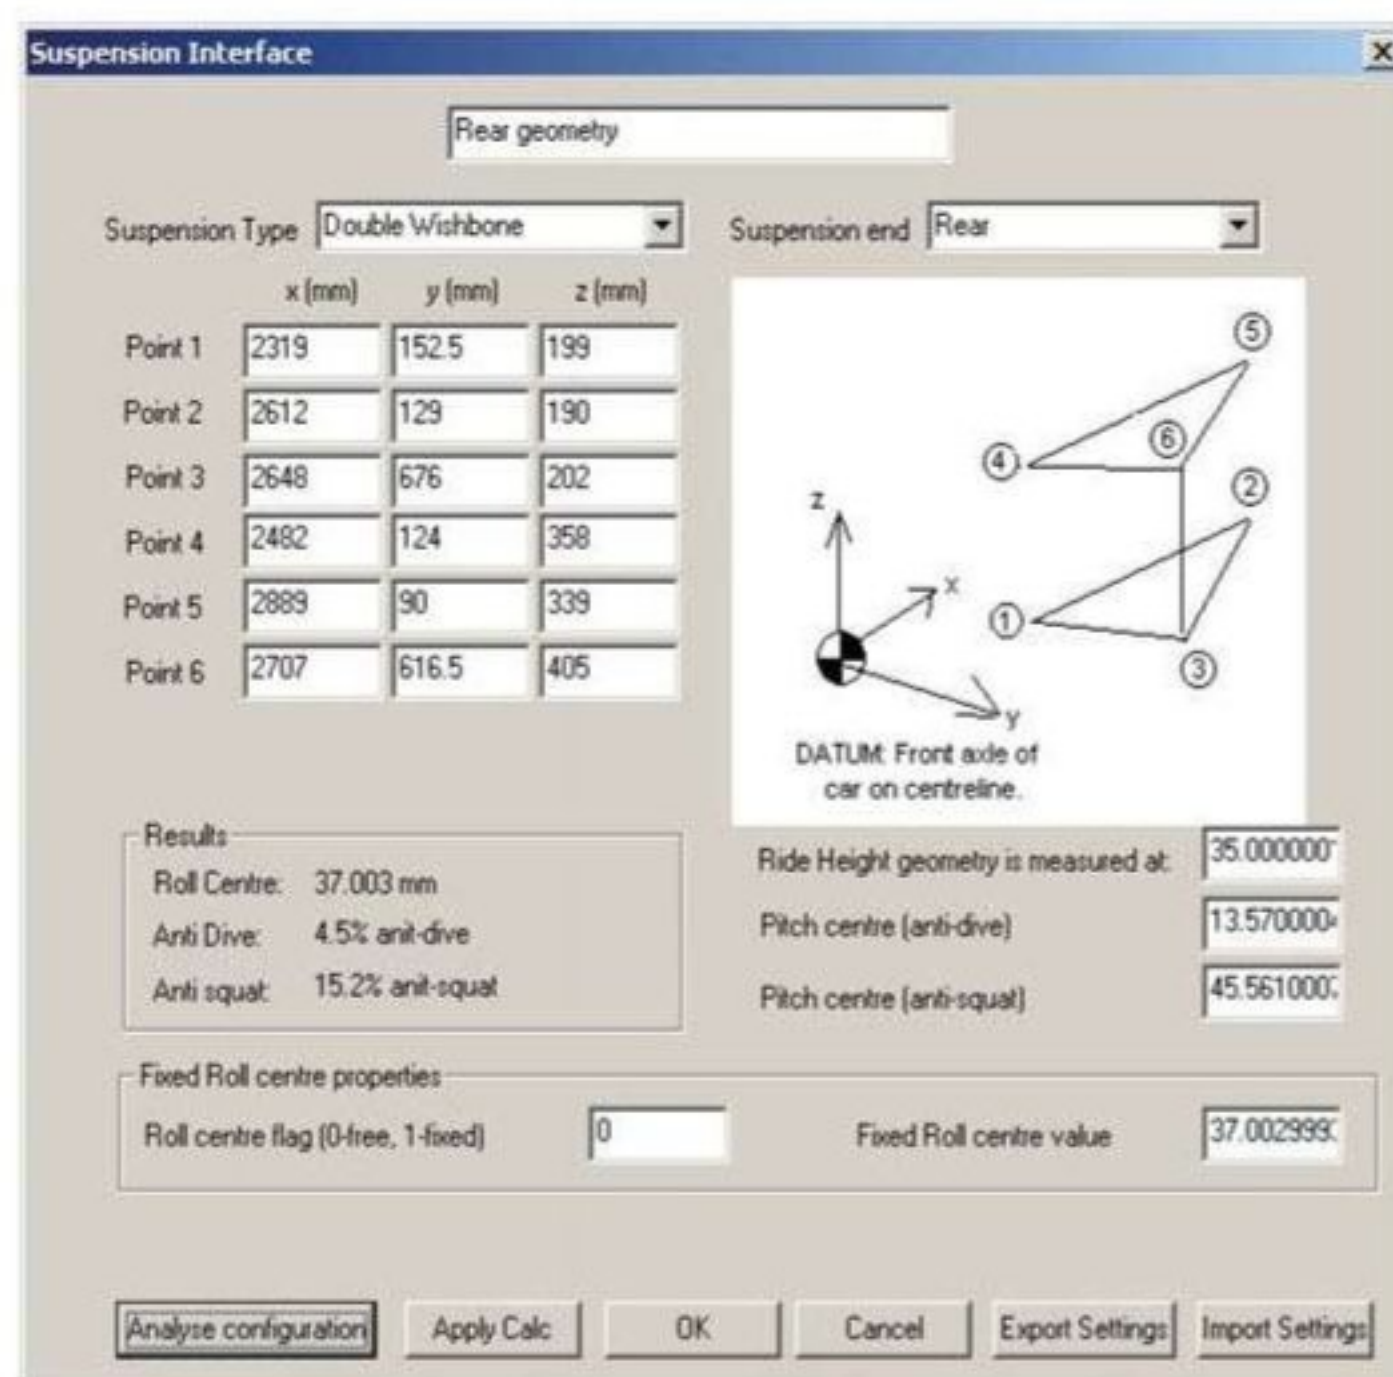 Suspension Interface
Rear geometry
Suspension Type Double Wishbone Suspension end Rear
x (mm) y (mm) z (mm)
Point 1 2319 152.5 199
Point 2 2612 129 190
Point 3 2648 676 202
Point 4 2482 124 358
Point 5 2889 90 339
Point 6 2707 616.5 405
5
6
4
2
z
x
1
3
y
DATUM: Front axle of
car on centreline.
Results
Roll Centre: 37.003 mm
Anti Dive: 4.5% anit-dive
Anti squat: 15.2% anit-squat
Ride Height geometry is measured at: 35.000000
Pitch centre (anti-dive) 13.570000
Pitch centre (anti-squat) 45.561000
Fixed Roll centre properties
Roll centre flag (0-free, 1-fixed) 0 Fixed Roll centre value 37.002999
Analyse configuration Apply Calc OK Cancel Export Settings Import Settings